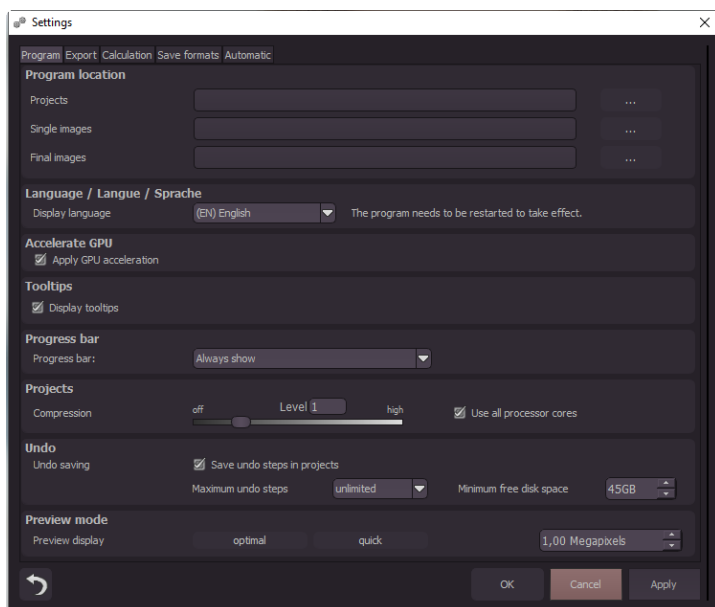 Settings
Program Export Calculation Save formats Automatic
Program location
Projects ...
Single images ...
Final images ...
Language / Langue / Sprache
Display language (EN) English The program needs to be restarted to take effect.
Accelerate GPU
Apply GPU acceleration
Tooltips
Display tooltips
Progress bar
Progress bar: Always show
Projects
Compression off Level 1 high Use all processor cores
Undo
Undo saving Save undo steps in projects
Maximum undo steps unlimited Minimum free disk space 45GB
Preview mode
Preview display optimal quick 1,00 Megapixels
OK Cancel Apply